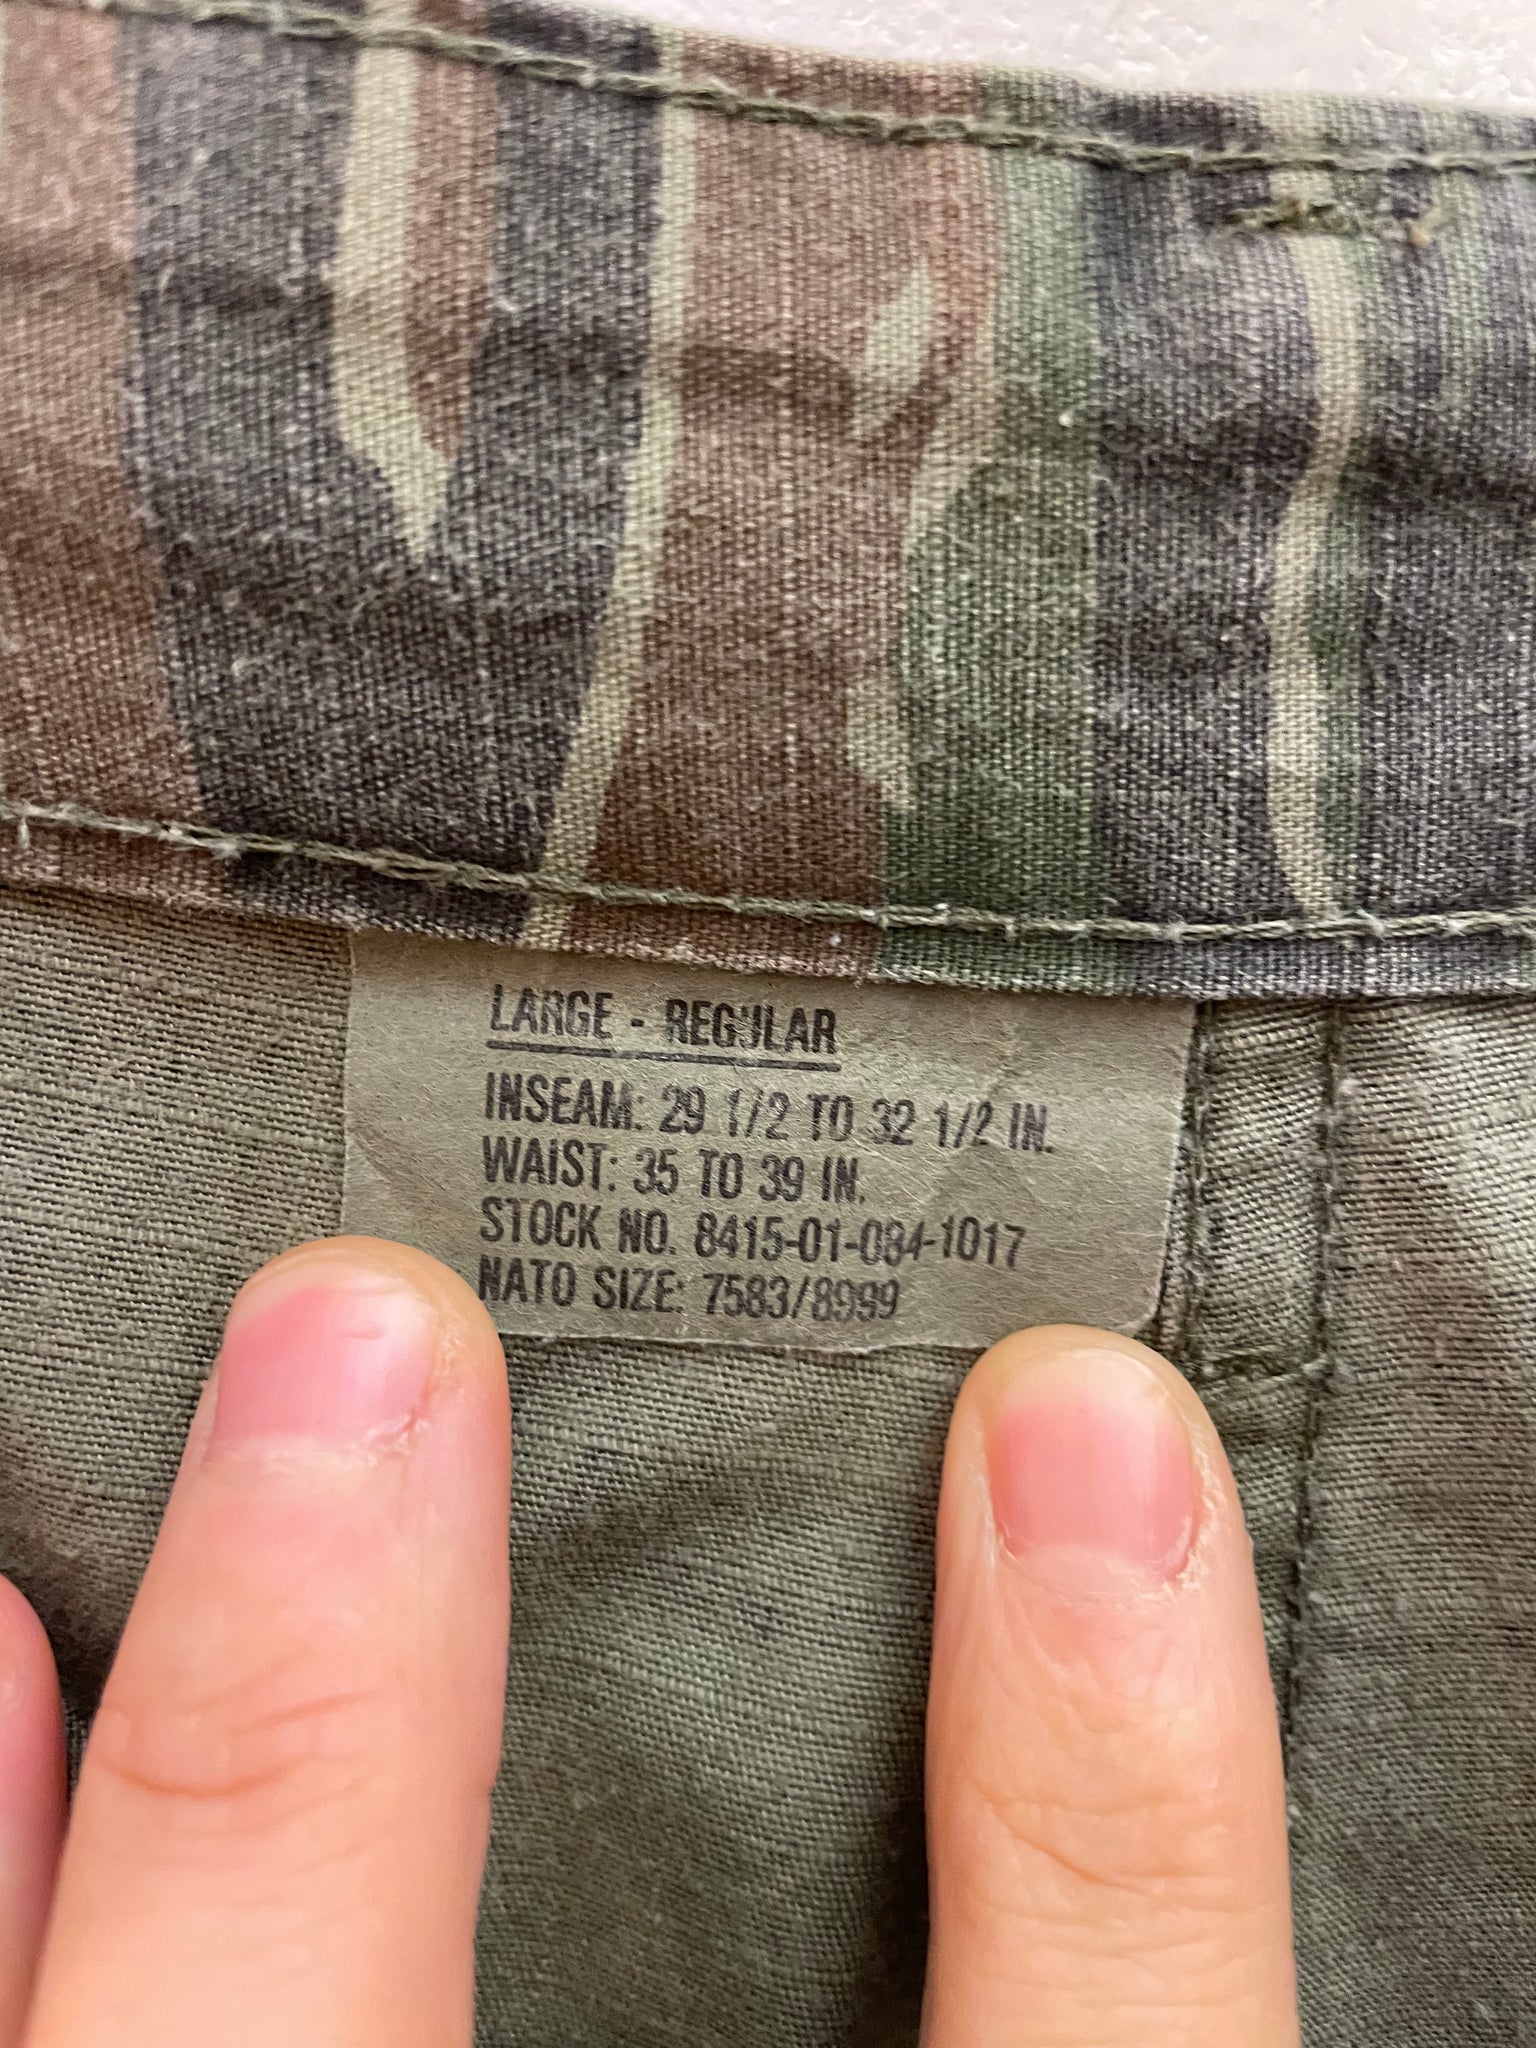 LARGE - REGULAR
INSEAM: 29 1/2 TO 32 1/2 IN.
WAIST: 35 TO 39 IN.
STOCK NO. 8415-01-084-1017
NATO SIZE: 7583/8999